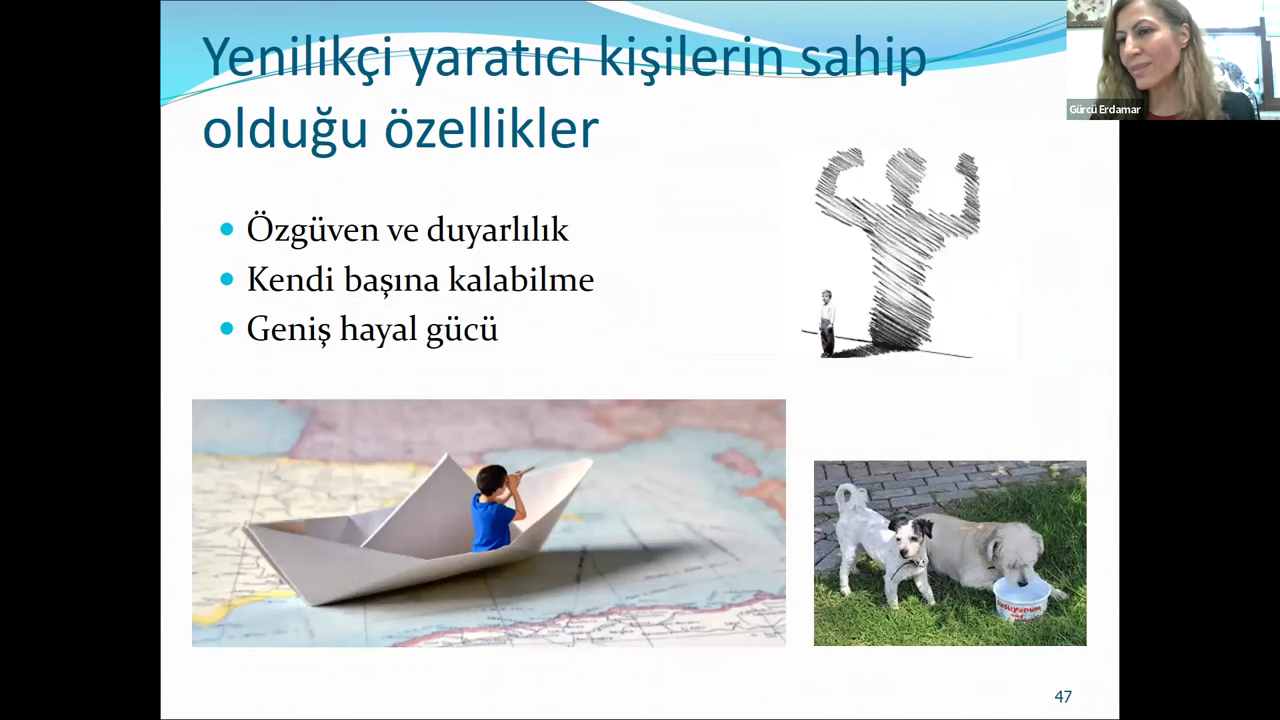 Yenilikçi yaratıcı kişilerin sahip
olduğu özellikler
Gürcü Erdamar
• Özgüven ve duyarlılık
• Kendi başına kalabilme
• Geniş hayal gücü
47